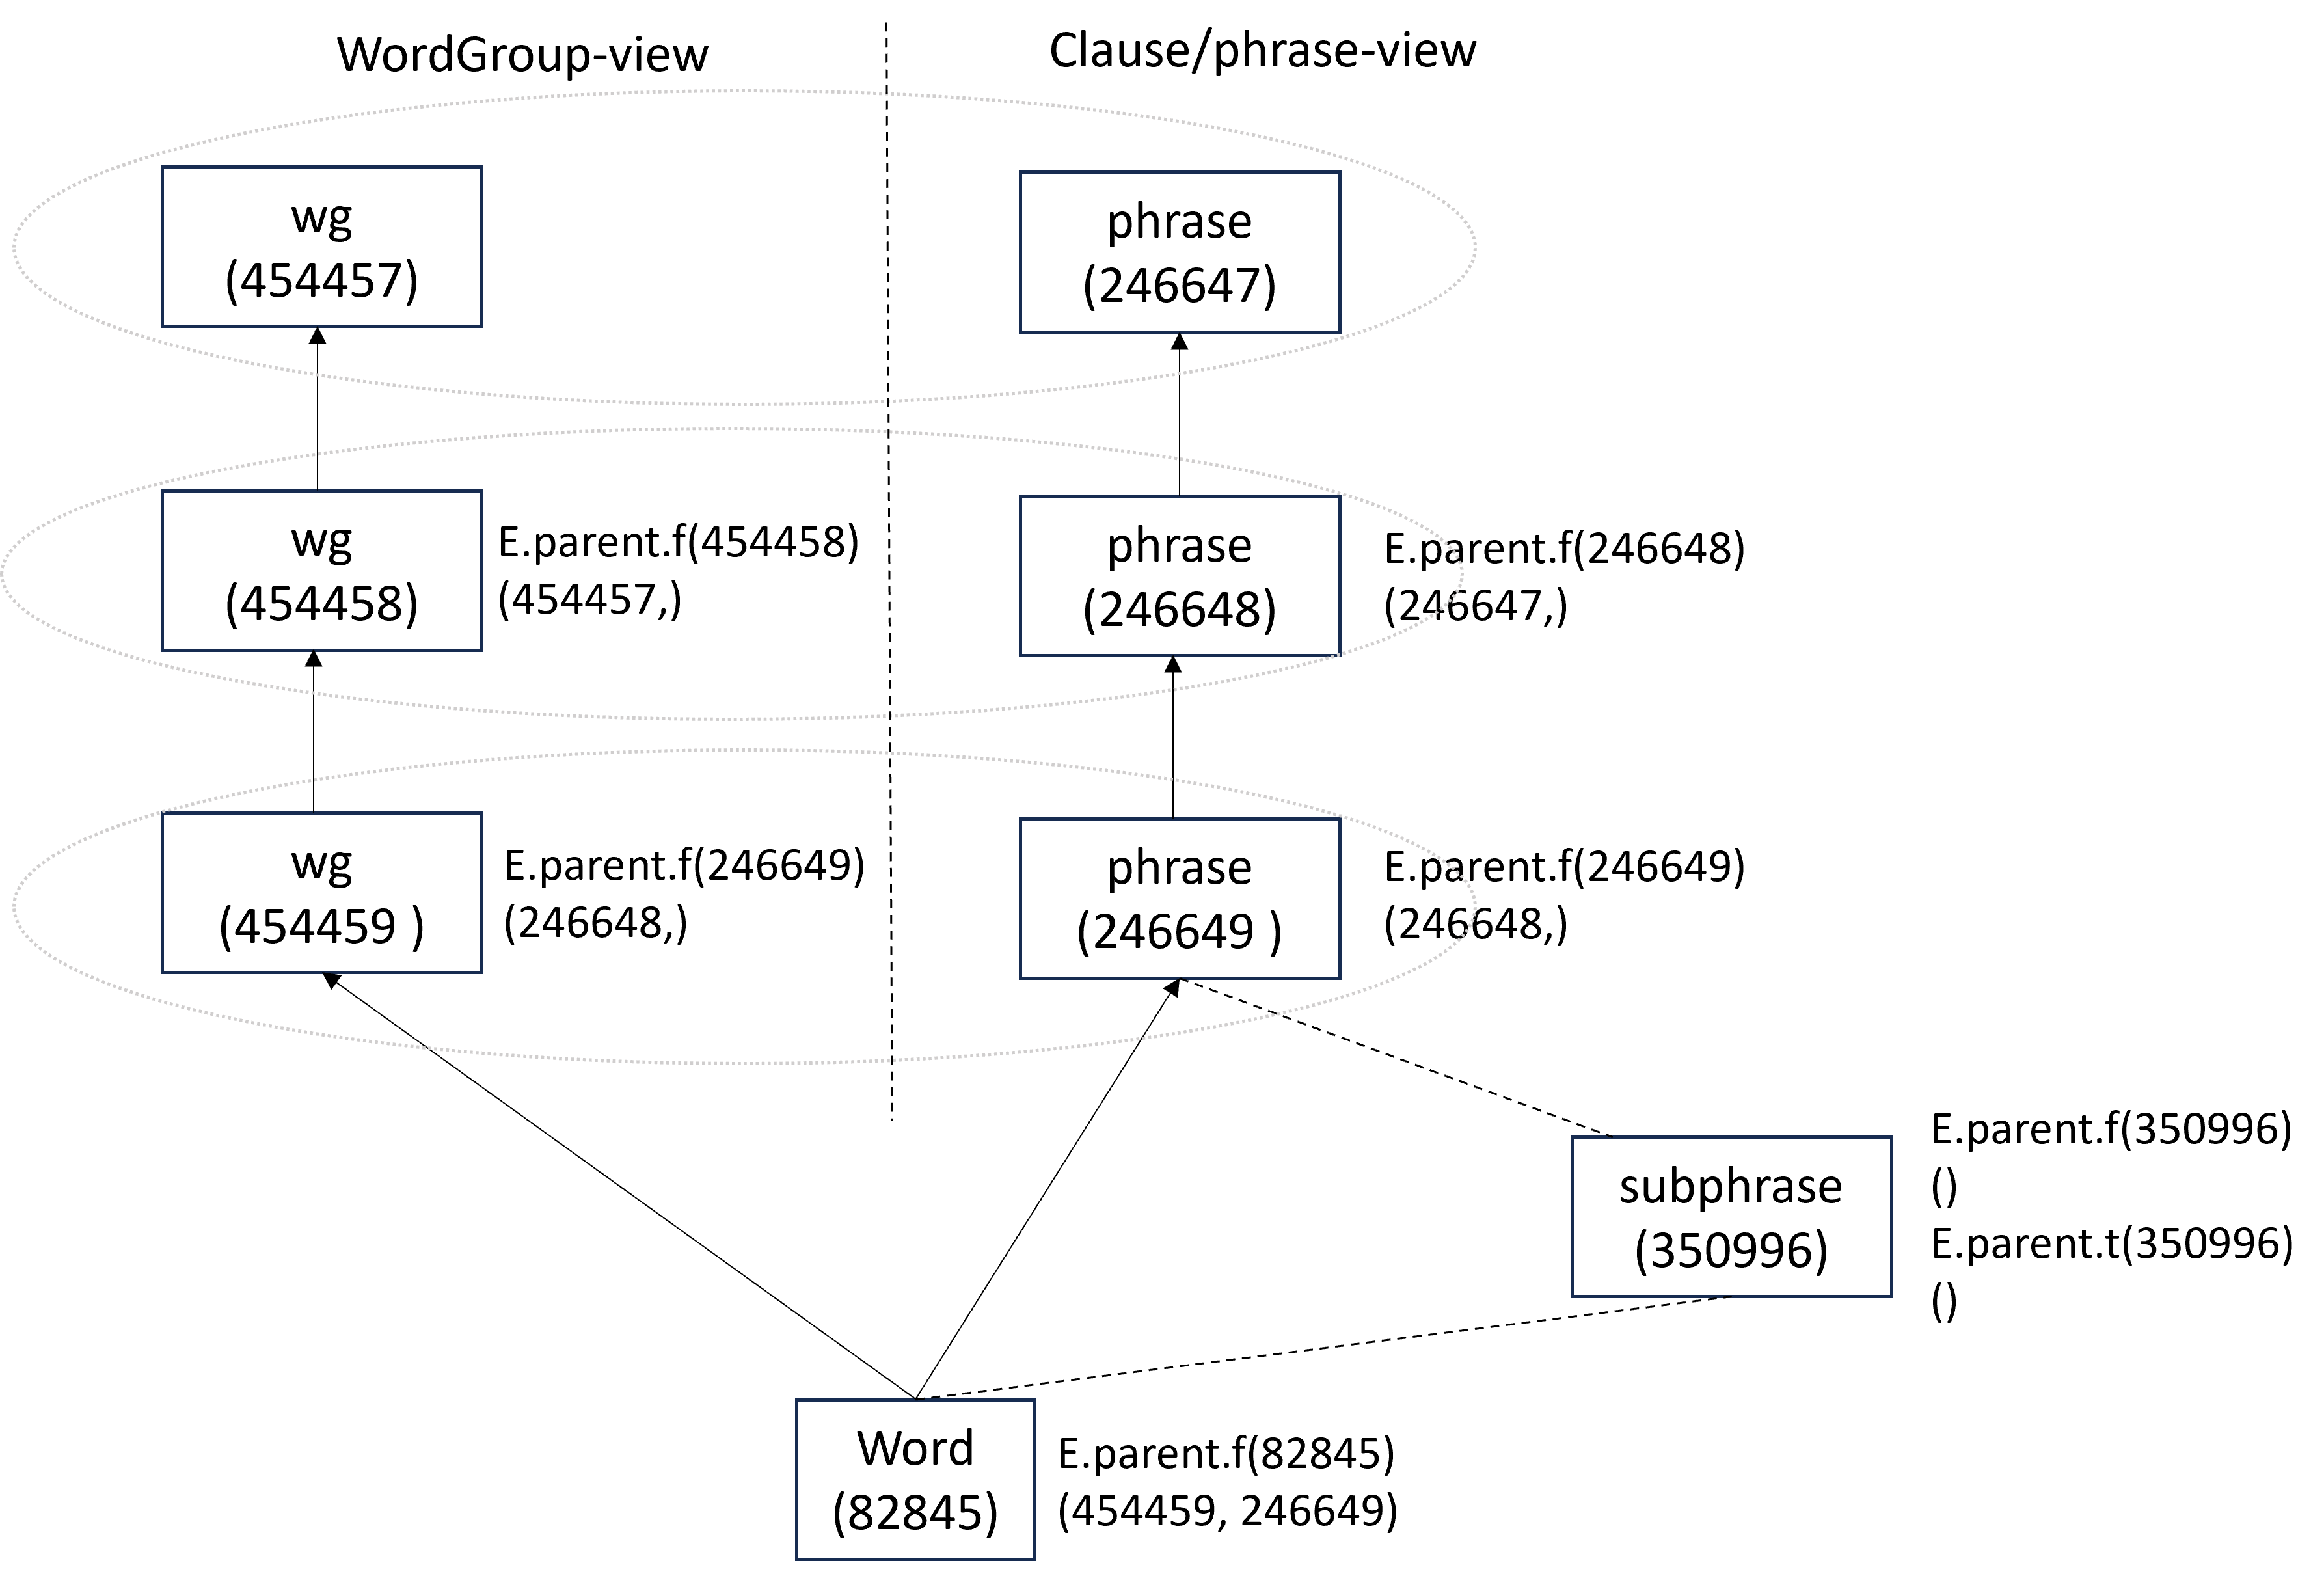 WordGroup-view
Clause/phrase-view
wg
(454457)
phrase
(246647)
wg
(454458)
E.parent.f(454458)
(454457,)
phrase
(246648)
E.parent.f(246648)
(246647,)
wg
(454459 )
E.parent.f(246649)
(246648,)
phrase
(246649 )
E.parent.f(246649)
(246648,)
subphrase
(350996)
E.parent.f(350996)
()
E.parent.t(350996)
()
Word
(82845)
E.parent.f(82845)
(454459, 246649)